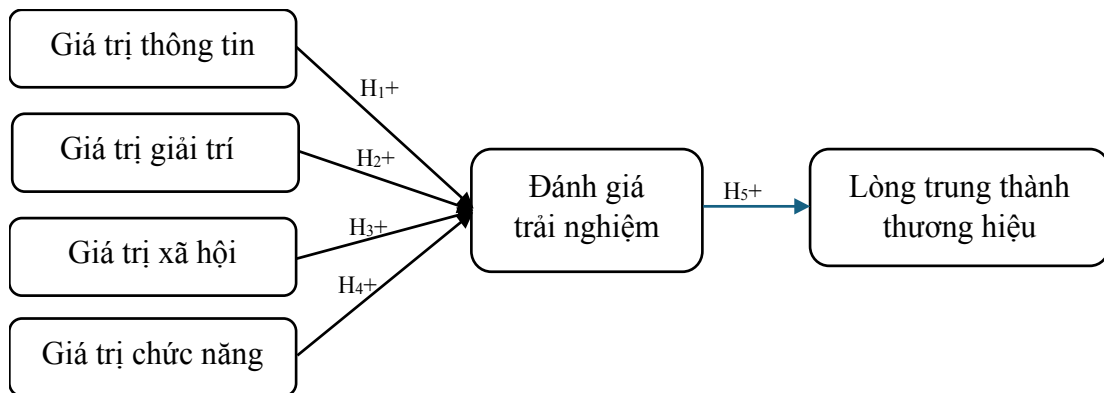 Giá trị thông tin
H1+
Giá trị giải trí
H2+
Đánh giá
trải nghiệm
H5+
Lòng trung thành
thương hiệu
Giá trị xã hội
H3+
H4+
Giá trị chức năng